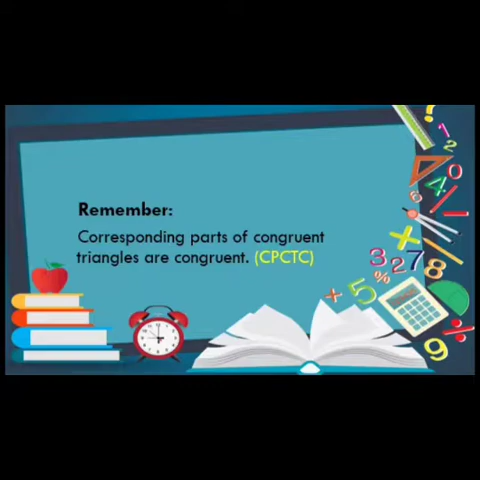 Remember:
Corresponding parts of congruent
triangles are congruent. (CPCTC)